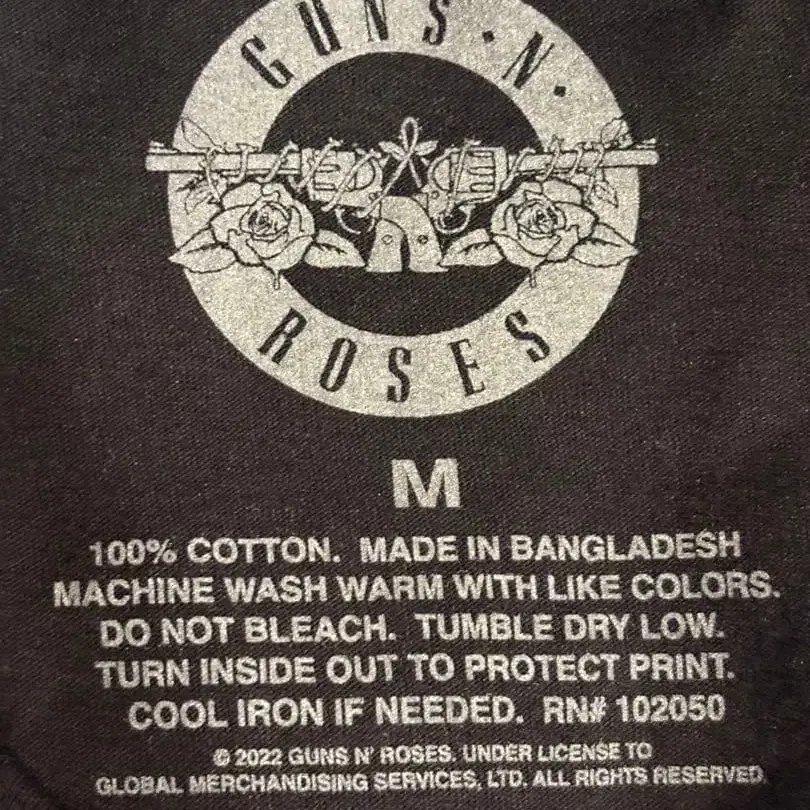 GUNS · N ·
ROSES
M
100% COTTON. MADE IN BANGLADESH
MACHINE WASH WARM WITH LIKE COLORS.
DO NOT BLEACH. TUMBLE DRY LOW.
TURN INSIDE OUT TO PROTECT PRINT.
COOL IRON IF NEEDED. RN# 102050
© 2022 GUNS N' ROSES. UNDER LICENSE TO
GLOBAL MERCHANDISING SERVICES, LTD. ALL RIGHTS RESERVED.